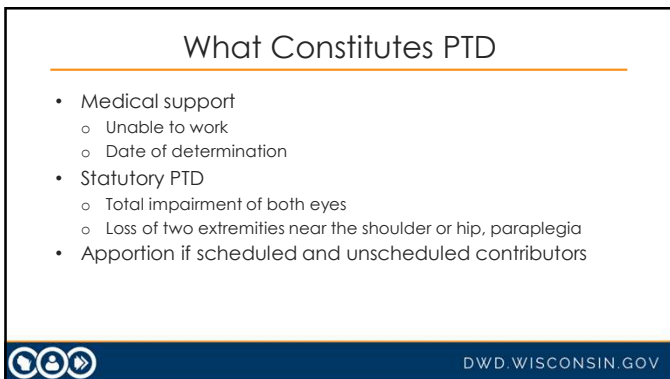 What Constitutes PTD
• Medical support
o Unable to work
o Date of determination
• Statutory PTD
o Total impairment of both eyes
o Loss of two extremities near the shoulder or hip, paraplegia
• Apportion if scheduled and unscheduled contributors
DWD.WISCONSIN.GOV